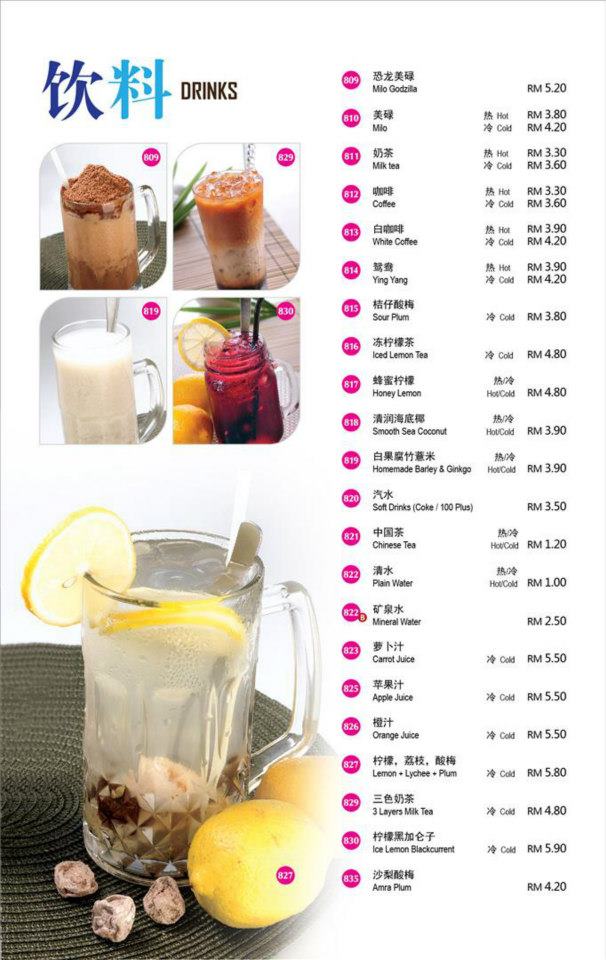 饮料 DRINKS
809
829
819
830
827
809 恐龙美碌
Milo Godzilla RM 5.20
810 美碌 热 Hot RM 3.80
Milo 冷 Cold RM 4.20
811 奶茶 热 Hot RM 3.30
Milk tea 冷 Cold RM 3.60
812 咖啡 热 Hot RM 3.30
Coffee 冷 Cold RM 3.60
813 白咖啡 热 Hot RM 3.90
White Coffee 冷 Cold RM 4.20
814 鸳鸯 热 Hot RM 3.90
Ying Yang 冷 Cold RM 4.20
815 桔仔酸梅
Sour Plum 冷 Cold RM 3.80
816 冻柠檬茶
Iced Lemon Tea 冷 Cold RM 4.80
817 蜂蜜柠檬 热/冷
Honey Lemon Hot/Cold RM 4.80
818 清润海底椰 热/冷
Smooth Sea Coconut Hot/Cold RM 3.90
819 白果腐竹薏米 热/冷
Homemade Barley & Ginkgo Hot/Cold RM 3.90
820 汽水
Soft Drinks (Coke / 100 Plus) RM 3.50
821 中国茶 热/冷
Chinese Tea Hot/Cold RM 1.20
822 清水 热/冷
Plain Water Hot/Cold RM 1.00
822 B 矿泉水
Mineral Water RM 2.50
823 萝卜汁
Carrot Juice 冷 Cold RM 5.50
825 苹果汁
Apple Juice 冷 Cold RM 5.50
826 橙汁
Orange Juice 冷 Cold RM 5.50
827 柠檬，荔枝，酸梅
Lemon + Lychee + Plum 冷 Cold RM 5.80
829 三色奶茶
3 Layers Milk Tea 冷 Cold RM 4.80
830 柠檬黑加仑子
Ice Lemon Blackcurrent 冷 Cold RM 5.90
835 沙梨酸梅
Amra Plum RM 4.20